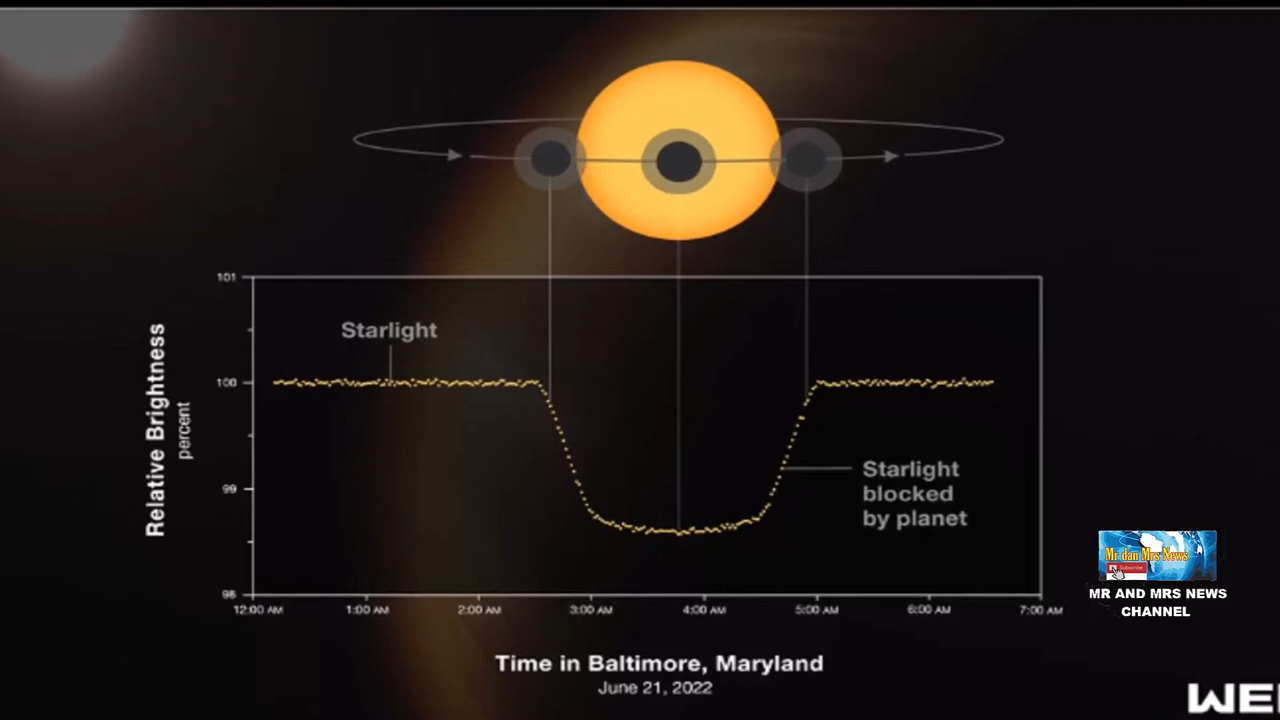 101
Starlight
100
Relative Brightness
percent
99
Starlight
blocked
by planet
98
12:00 AM 1:00 AM 2:00 AM 3:00 AM 4:00 AM 5:00 AM 6:00 AM 7:00 AM
Time in Baltimore, Maryland
June 21, 2022
Mr dan Mrs News
Subscribe
MR AND MRS NEWS
CHANNEL
WE